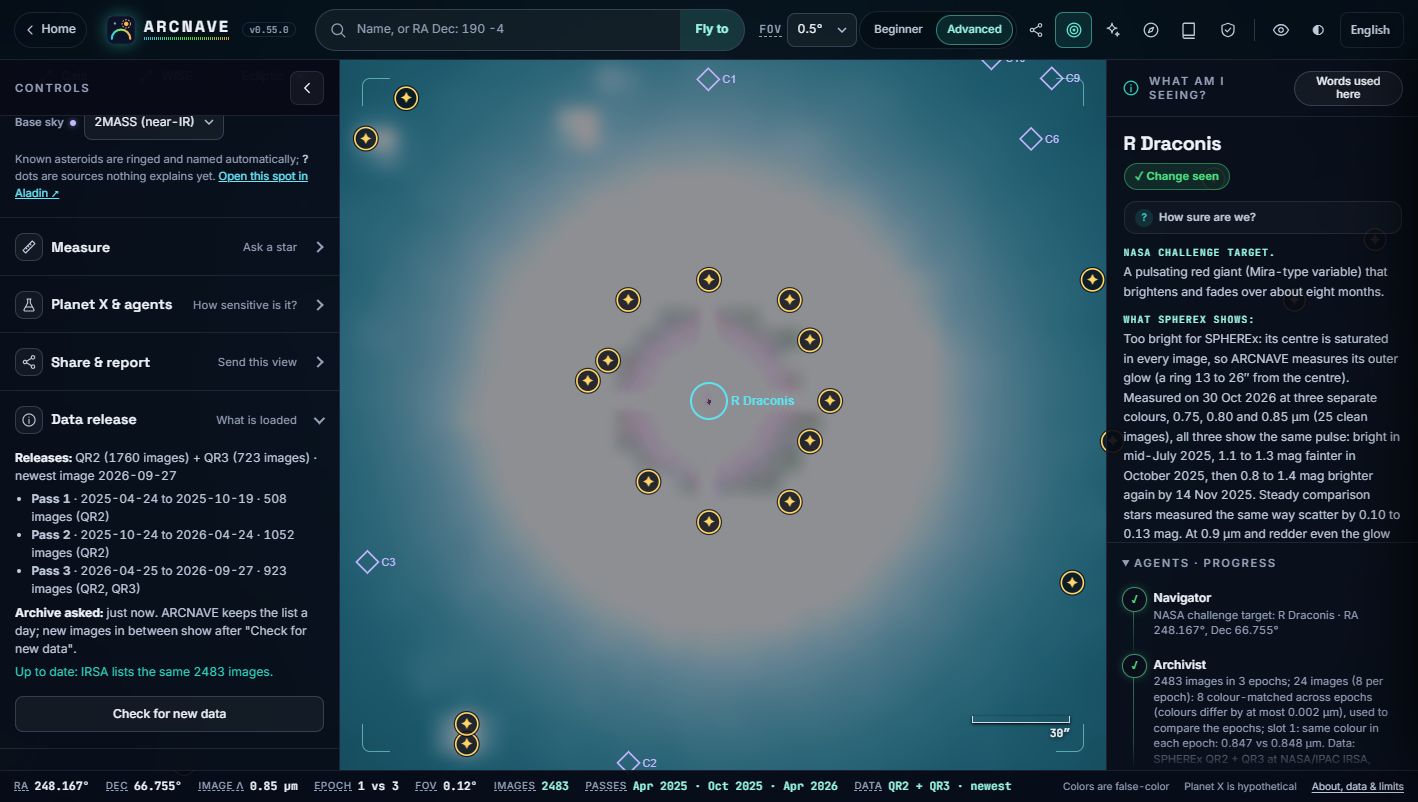 Home
ARCNAVE
v0.55.0
Name, or RA Dec: 190 -4
Fly to
FOV
0.5°
Beginner
Advanced
English
CONTROLS
Base sky
2MASS (near-IR)
Known asteroids are ringed and named automatically; ?
dots are sources nothing explains yet. Open this spot in
Aladin ↗
Measure
Ask a star
Planet X & agents
How sensitive is it?
Share & report
Send this view
Data release
What is loaded
Releases: QR2 (1760 images) + QR3 (723 images) ·
newest image 2026-09-27
• Pass 1 · 2025-04-24 to 2025-10-19 · 508
images (QR2)
• Pass 2 · 2025-10-24 to 2026-04-24 · 1052
images (QR2)
• Pass 3 · 2026-04-25 to 2026-09-27 · 923
images (QR2, QR3)
Archive asked: just now. ARCNAVE keeps the list a
day; new images in between show after "Check for
new data".
Up to date: IRSA lists the same 2483 images.
Check for new data
C1
C9
C6
R Draconis
C3
C2
30″
WHAT AM I
SEEING?
Words used
here
R Draconis
✓ Change seen
? How sure are we?
NASA CHALLENGE TARGET.
A pulsating red giant (Mira-type variable) that
brightens and fades over about eight months.
WHAT SPHEREX SHOWS:
Too bright for SPHEREx: its centre is saturated
in every image, so ARCNAVE measures its outer
glow (a ring 13 to 26″ from the centre).
Measured on 30 Oct 2026 at three separate
colours, 0.75, 0.80 and 0.85 µm (25 clean
images), all three show the same pulse: bright in
mid-July 2025, 1.1 to 1.3 mag fainter in
October 2025, then 0.8 to 1.4 mag brighter
again by 14 Nov 2025. Steady comparison
stars measured the same way scatter by 0.10 to
0.13 mag. At 0.9 µm and redder even the glow
▾ AGENTS · PROGRESS
✓ Navigator
NASA challenge target: R Draconis · RA
248.167°, Dec 66.755°
✓ Archivist
2483 images in 3 epochs; 24 images (8 per
epoch): 8 colour-matched across epochs
(colours differ by at most 0.002 µm), used to
compare the epochs; slot 1: same colour in
each epoch: 0.847 vs 0.848 µm. Data:
SPHEREx QR2 + QR3 at NASA/IPAC IRSA,
RA 248.167° DEC 66.755° IMAGE Λ 0.85 µm EPOCH 1 vs 3 FOV 0.12° IMAGES 2483 PASSES Apr 2025 · Oct 2025 · Apr 2026 DATA QR2 + QR3 · newest
Colors are false-color Planet X is hypothetical About, data & limits